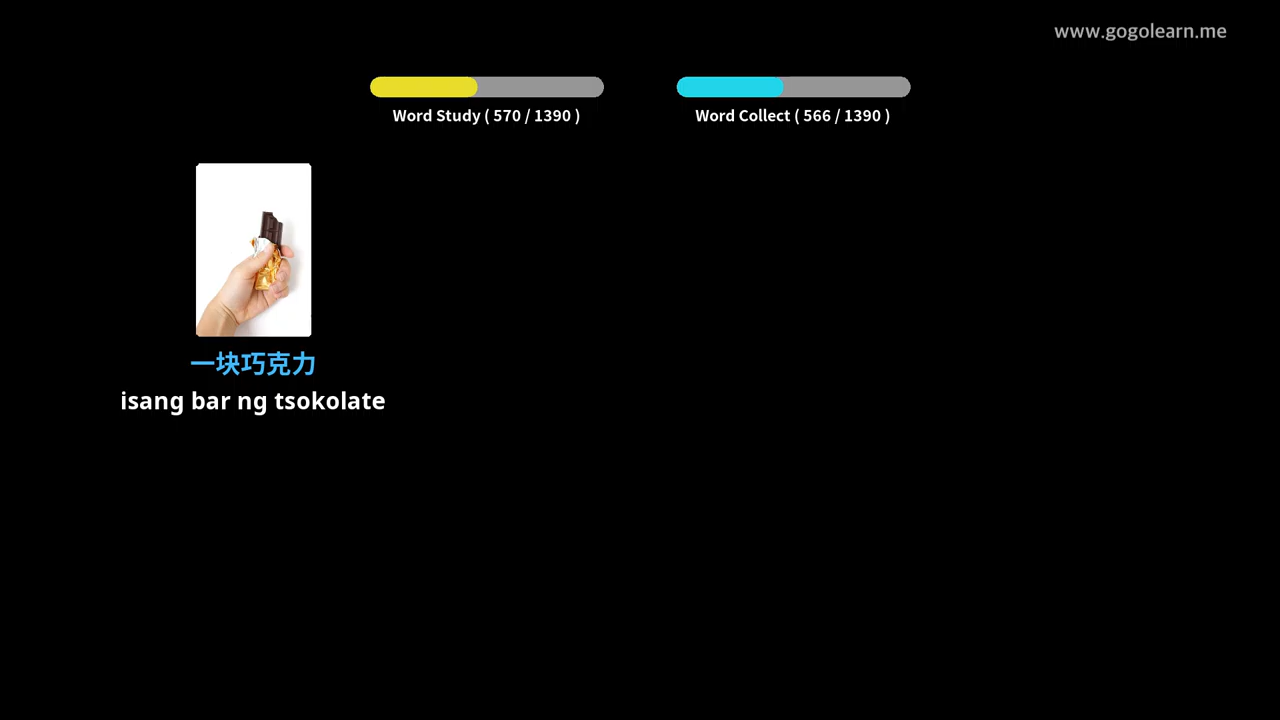 www.gogolearn.me
Word Study ( 570 / 1390 )
Word Collect ( 566 / 1390 )
一块巧克力
isang bar ng tsokolate